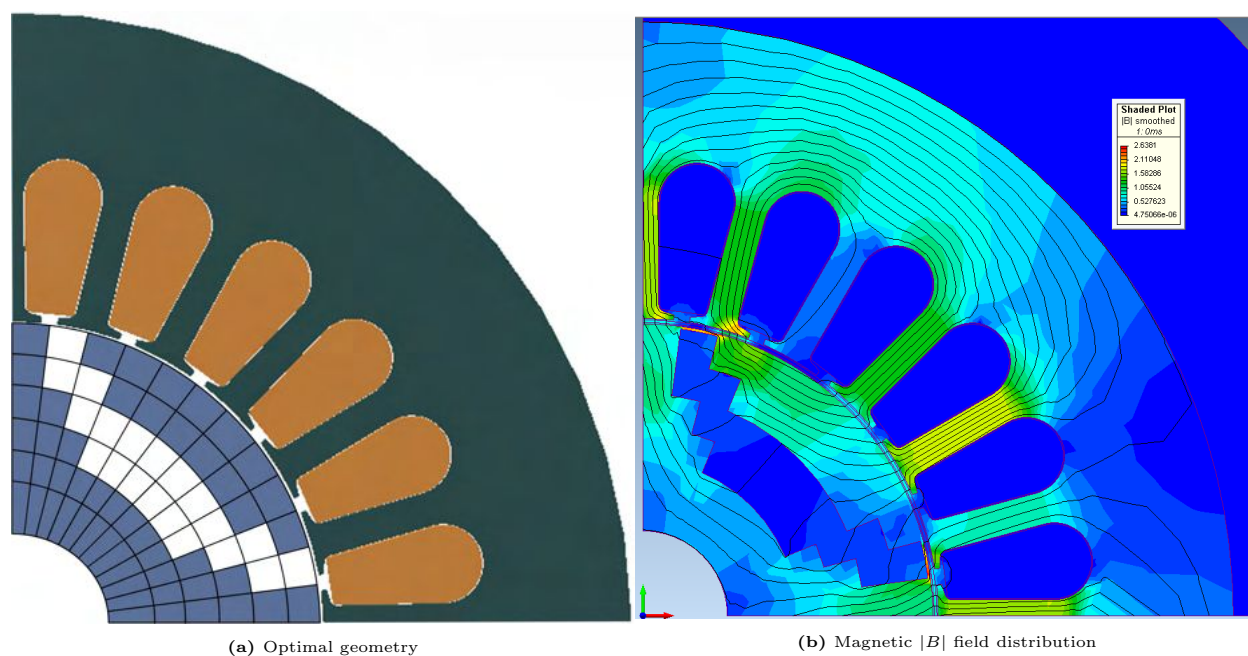 Shaded Plot
|B| smoothed
t: 0ms
2.6381
2.11048
1.58286
1.05524
0.527623
4.75066e-06
(a) Optimal geometry
(b) Magnetic |B| field distribution